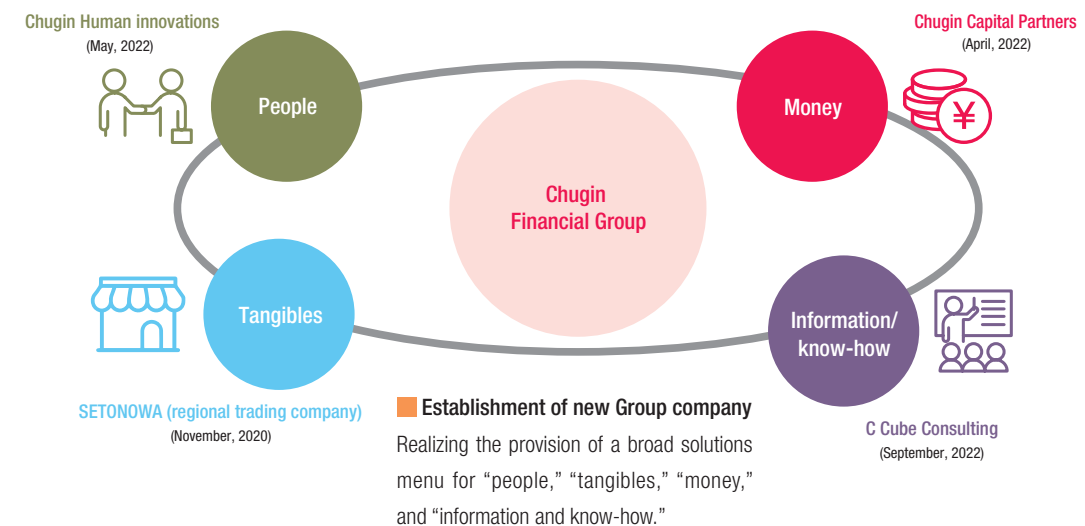 Chugin Human innovations
(May, 2022)
People
Chugin Capital Partners
(April, 2022)
Money
¥
Chugin
Financial Group
Tangibles
SETONOWA (regional trading company)
(November, 2020)
Information/
know-how
C Cube Consulting
(September, 2022)
Establishment of new Group company
Realizing the provision of a broad solutions
menu for “people,” “tangibles,” “money,”
and “information and know-how.”